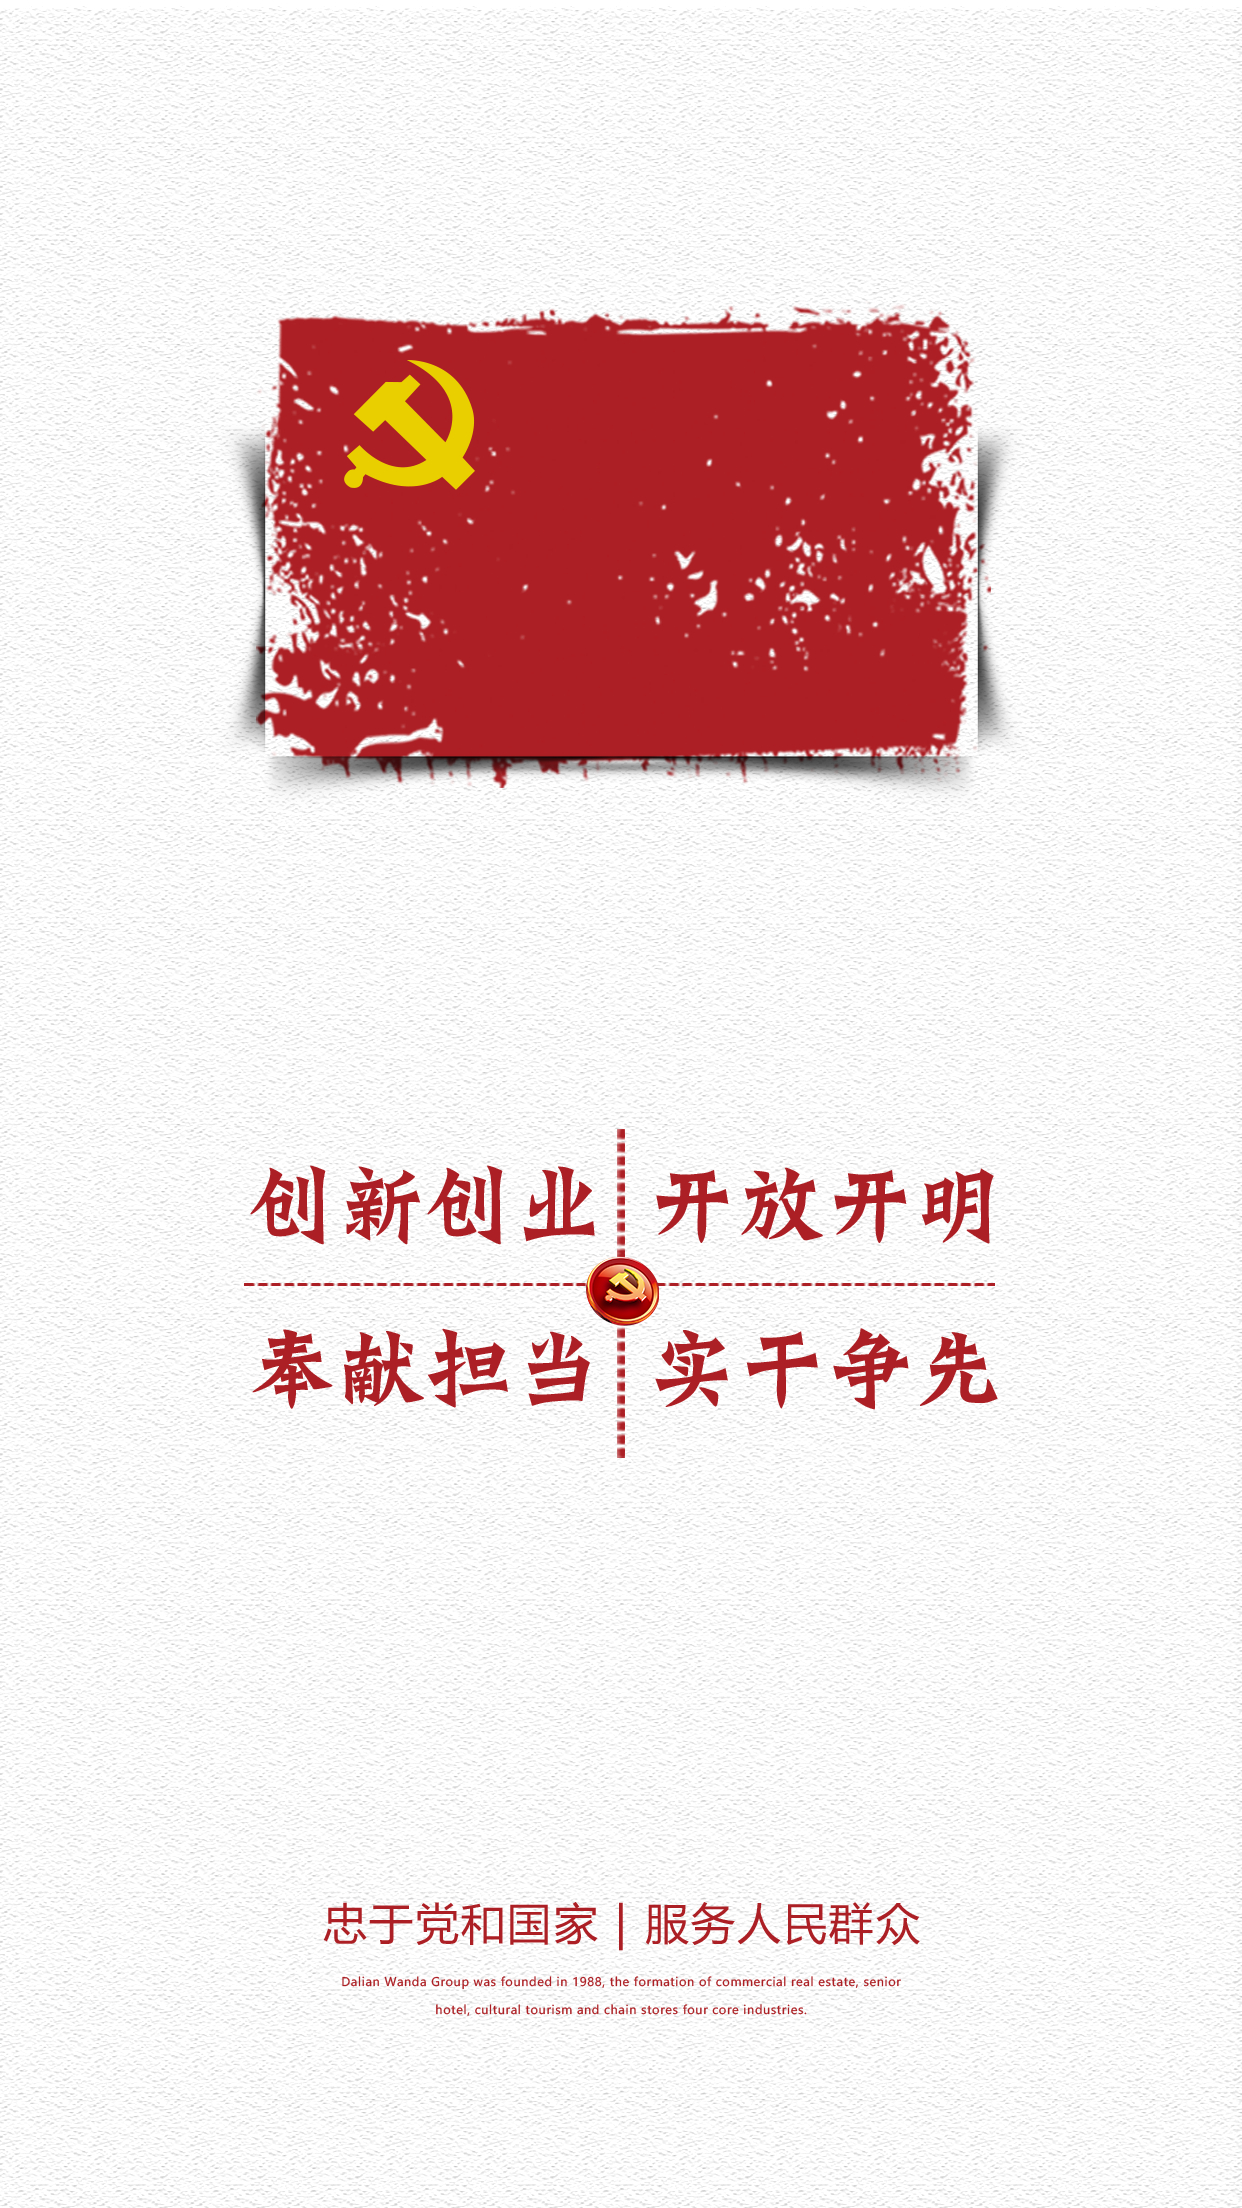 创新创业 开放开明
奉献担当 实干争先
忠于党和国家 | 服务人民群众
Dalian Wanda Group was founded in 1988, the formation of commercial real estate, senior
hotel, cultural tourism and chain stores four core industries.